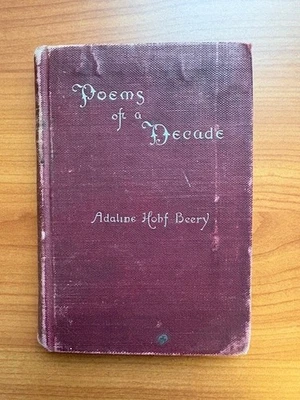 Poems
of a
Decade
Adaline Hohf Beery